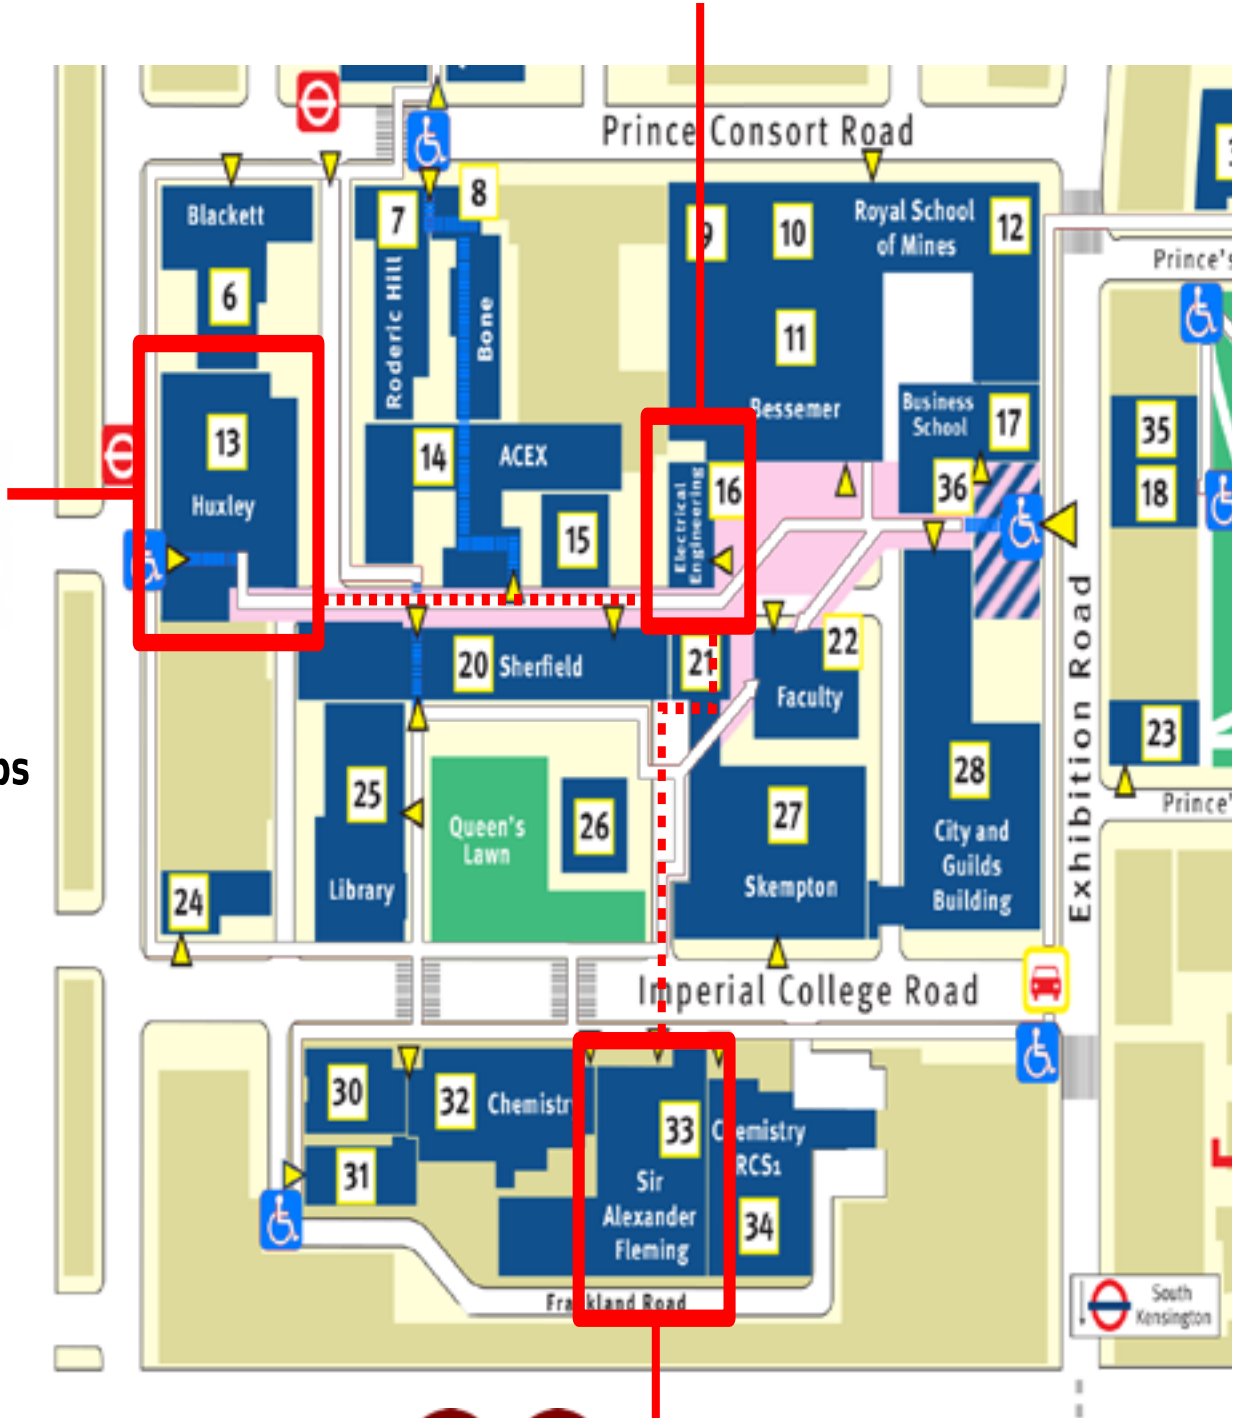 Prince Consort Road
Blackett
6
7
8
Roderic Hill
Bone
9
10
Royal School
of Mines
12
11
Bessemer
Prince's
13
Huxley
14
ACEX
15
Electrical
Engineering
16
Business
School
17
36
35
18
20
Sherfield
21
22
Faculty
23
Prince'
Exhibition Road
25
Library
Queen's
Lawn
26
27
Skempton
28
City and
Guilds
Building
24
Imperial College Road
30
31
32
Chemistr
33
Sir
Alexander
Fleming
Chemistry
RCS1
34
Frankland Road
South
Kensington